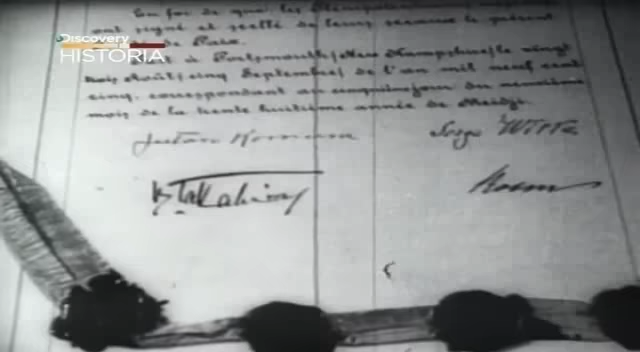 Discovery
HISTORIA
En foi de quoi les
ont signé et scellé de leurs sceaux le présent
de Paix.
à Portsmouth (New Hampshire) le vingt
trois Août (cinq Septembre) de l'an mil neuf cent
cinq, correspondant au cinquième jour du neuvième
mois de la trente huitième année de Meidji.
Jutaro Komura Serge Witte
K. Takahira Rosen